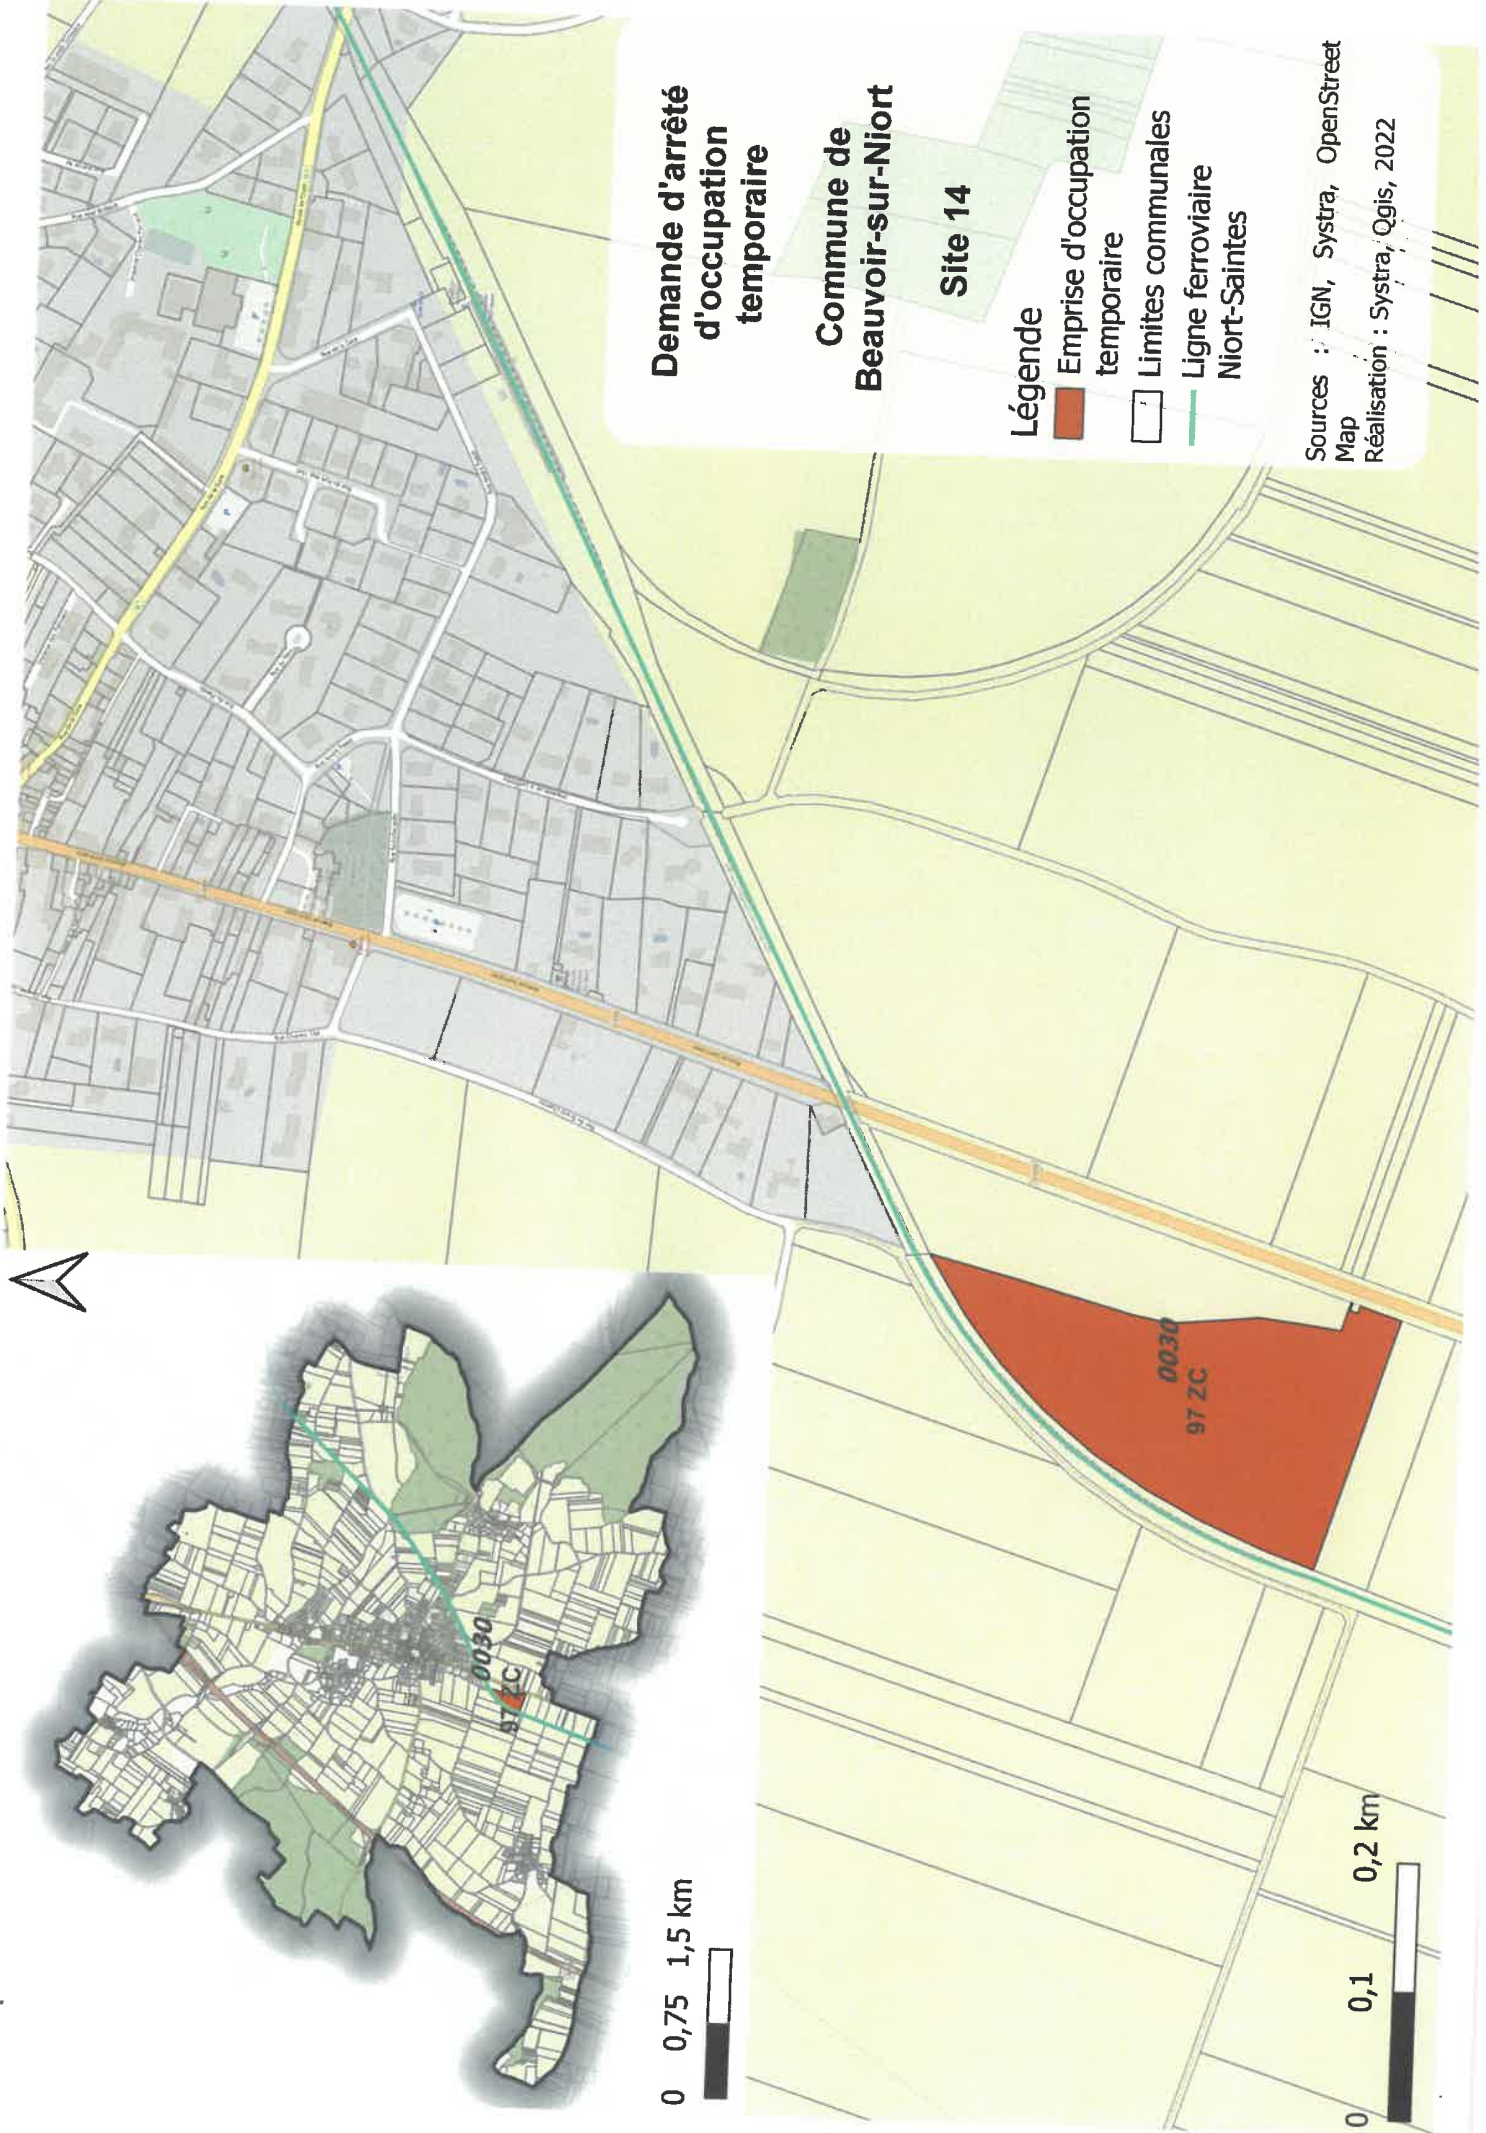 Demande d'arrêté
d'occupation
temporaire
Commune de
Beauvoir-sur-Niort
Site 14
Légende
Emprise d'occupation
temporaire
Limites communales
Ligne ferroviaire
Niort-Saintes
Sources : IGN, Systra, OpenStreet
Map
Réalisation : Systra, Qgis, 2022
0030
97 ZC
0 0,75 1,5 km
0030
97 ZC
0 0,1 0,2 km